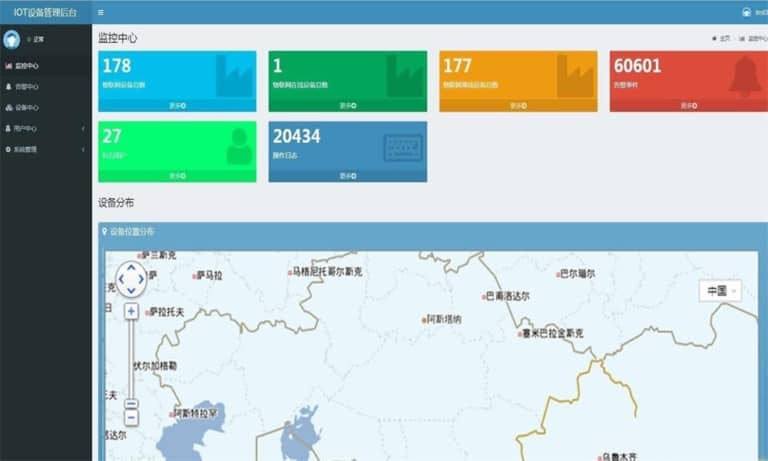 IOT设备管理后台
正常
监控中心
告警中心
设备中心
用户中心
系统管理
监控中心
主页
监控中心
178
物联网设备总数
更多
1
物联网在线设备总数
更多
177
物联网离线设备总数
更多
60601
告警事件
更多
27
更多
20434
操作日志
更多
设备分布
设备位置分布
萨兰斯克
萨
萨马拉
马格尼托哥尔斯克
巴尔瑙尔
中国
克
巴甫洛达尔
日
萨拉托夫
阿斯塔纳
塞米巴拉金斯克
伏尔加格勒
夫
阿斯特拉罕
诺达尔
乌鲁木齐